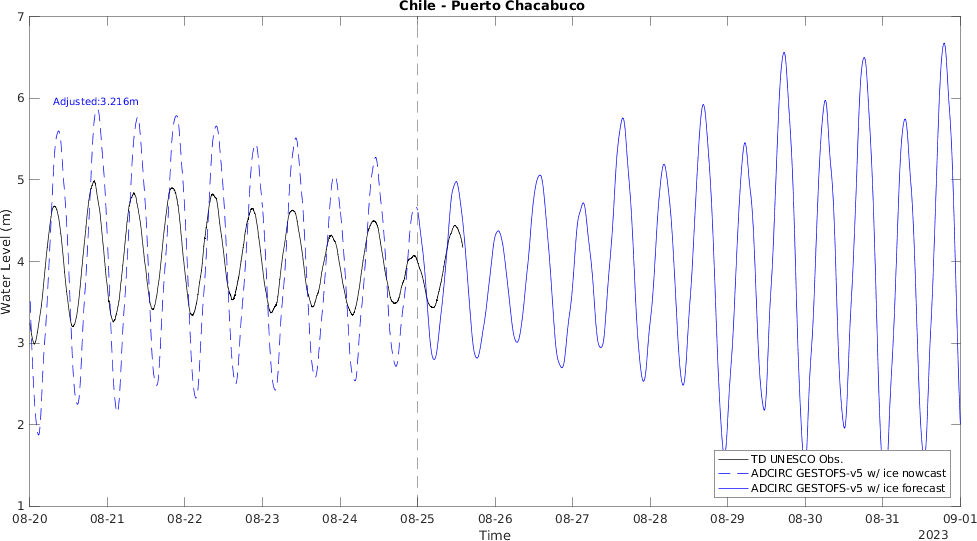 Chile - Puerto Chacabuco
7
6
5
4
3
2
1
Water Level (m)
Adjusted:3.216m
TD UNESCO Obs.
ADCIRC GESTOFS-v5 w/ ice nowcast
ADCIRC GESTOFS-v5 w/ ice forecast
08-20 08-21 08-22 08-23 08-24 08-25 08-26 08-27 08-28 08-29 08-30 08-31 09-01
Time
2023